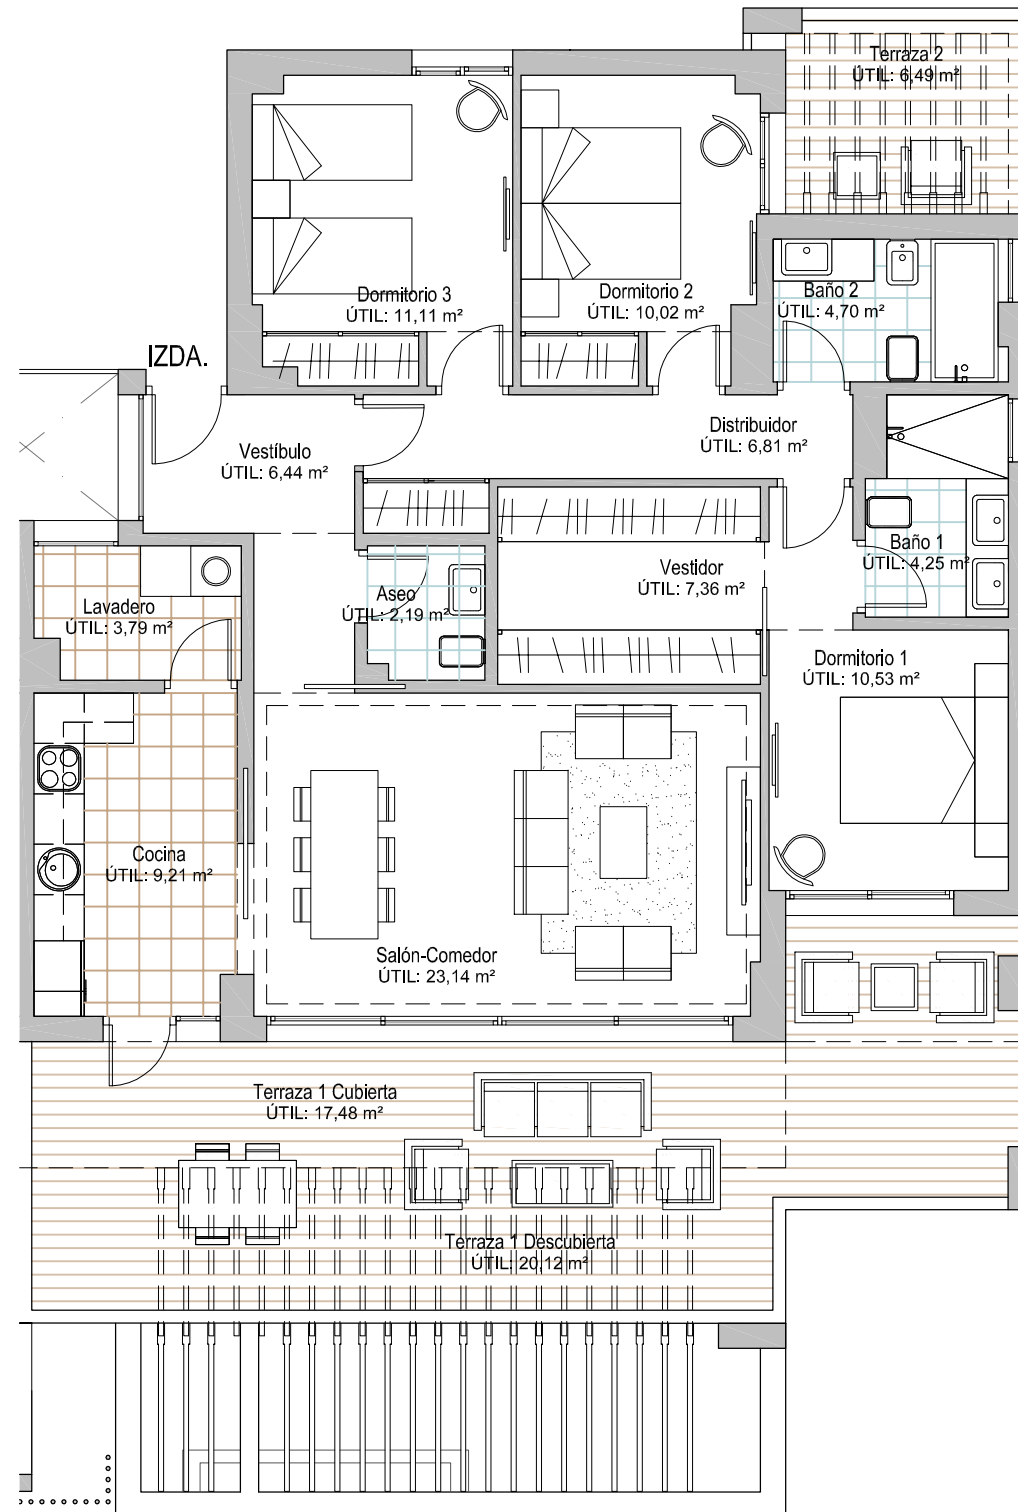 Terraza 2
ÚTIL: 6,49 m²
Dormitorio 3
ÚTIL: 11,11 m²
Dormitorio 2
ÚTIL: 10,02 m²
Baño 2
ÚTIL: 4,70 m²
IZDA.
Vestíbulo
ÚTIL: 6,44 m²
Distribuidor
ÚTIL: 6,81 m²
Lavadero
ÚTIL: 3,79 m²
Aseo
ÚTIL: 2,19 m²
Vestidor
ÚTIL: 7,36 m²
Baño 1
ÚTIL: 4,25 m²
Dormitorio 1
ÚTIL: 10,53 m²
Cocina
ÚTIL: 9,21 m²
Salón-Comedor
ÚTIL: 23,14 m²
Terraza 1 Cubierta
ÚTIL: 17,48 m²
Terraza 1 Descubierta
ÚTIL: 20,12 m²